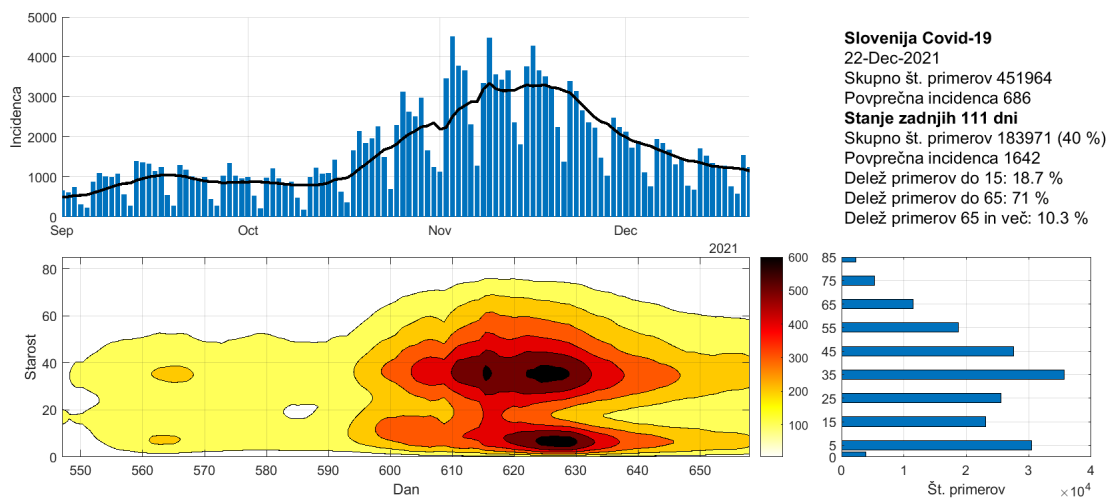 5000
4000
3000
2000
1000
0
Incidenca
Sep Oct Nov Dec
2021
Slovenija Covid-19
22-Dec-2021
Skupno št. primerov 451964
Povprečna incidenca 686
Stanje zadnjih 111 dni
Skupno št. primerov 183971 (40 %)
Povprečna incidenca 1642
Delež primerov do 15: 18.7 %
Delež primerov do 65: 71 %
Delež primerov 65 in več: 10.3 %
80
60
40
20
0
Starost
550 560 570 580 590 600 610 620 630 640 650
Dan
600
500
400
300
200
100
85
75
65
55
45
35
25
15
5
0
0 1 2 3 4
Št. primerov
×10^4